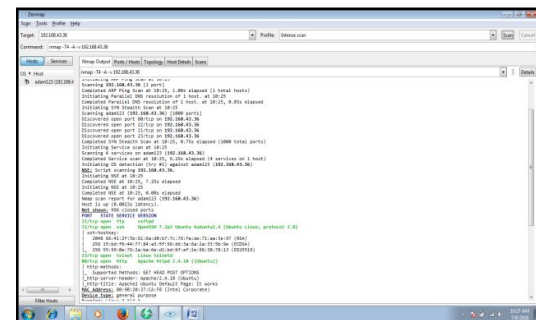 Zenmap
Scan Tools Profile Help
Target: 192.168.43.36 Profile: Intense scan Scan Cancel
Command: nmap -T4 -A -v 192.168.43.36
Hosts Services Nmap Output Ports / Hosts Topology Host Details Scans
OS Host nmap -T4 -A -v 192.168.43.36 Details
adam123 (192.168.4
Initiating ARP Ping Scan at 10:25
Scanning 192.168.43.36 [1 port]
Completed ARP Ping Scan at 10:25, 1.09s elapsed (1 total hosts)
Initiating Parallel DNS resolution of 1 host. at 10:25
Completed Parallel DNS resolution of 1 host. at 10:25, 0.03s elapsed
Initiating SYN Stealth Scan at 10:25
Scanning adam123 (192.168.43.36) [1000 ports]
Discovered open port 80/tcp on 192.168.43.36
Discovered open port 22/tcp on 192.168.43.36
Discovered open port 21/tcp on 192.168.43.36
Discovered open port 23/tcp on 192.168.43.36
Completed SYN Stealth Scan at 10:25, 0.75s elapsed (1000 total ports)
Initiating Service scan at 10:25
Scanning 4 services on adam123 (192.168.43.36)
Completed Service scan at 10:25, 6.20s elapsed (4 services on 1 host)
Initiating OS detection (try #1) against adam123 (192.168.43.36)
NSE: Script scanning 192.168.43.36.
Initiating NSE at 10:25
Completed NSE at 10:25, 7.25s elapsed
Initiating NSE at 10:25
Completed NSE at 10:25, 0.00s elapsed
Nmap scan report for adam123 (192.168.43.36)
Host is up (0.0023s latency).
Not shown: 996 closed ports
PORT STATE SERVICE VERSION
21/tcp open ftp vsftpd
22/tcp open ssh OpenSSH 7.2p2 Ubuntu 4ubuntu2.4 (Ubuntu Linux; protocol 2.0)
| ssh-hostkey:
23/tcp open telnet Linux telnetd
80/tcp open http Apache httpd 2.4.18 ((Ubuntu))
| http-methods:
|_ Supported Methods: GET HEAD POST OPTIONS
|_http-server-header: Apache/2.4.18 (Ubuntu)
|_http-title: Apache2 Ubuntu Default Page: It works
(Intel Corporate)
Device type: general purpose
Filter Hosts
10:27 AM